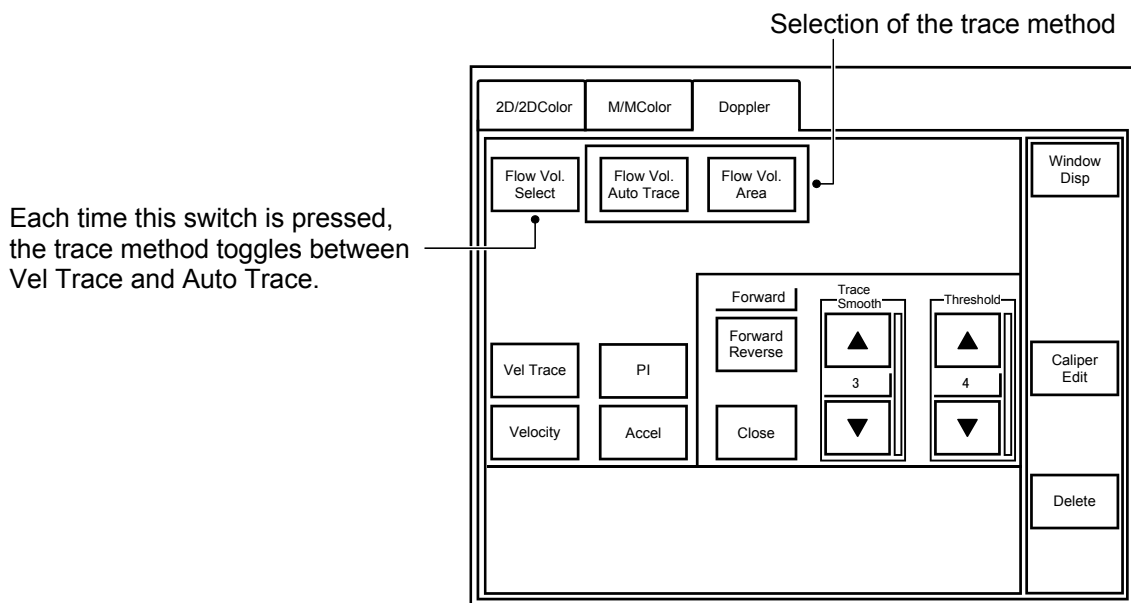 Selection of the trace method
2D/2DColor
M/MColor
Doppler
Flow Vol.
Select
Flow Vol.
Auto Trace
Flow Vol.
Area
Window
Disp
Each time this switch is pressed,
the trace method toggles between
Vel Trace and Auto Trace.
Forward
Trace
Smooth
Threshold
Forward
Reverse
Vel Trace
PI
3
4
Caliper
Edit
Velocity
Accel
Close
Delete